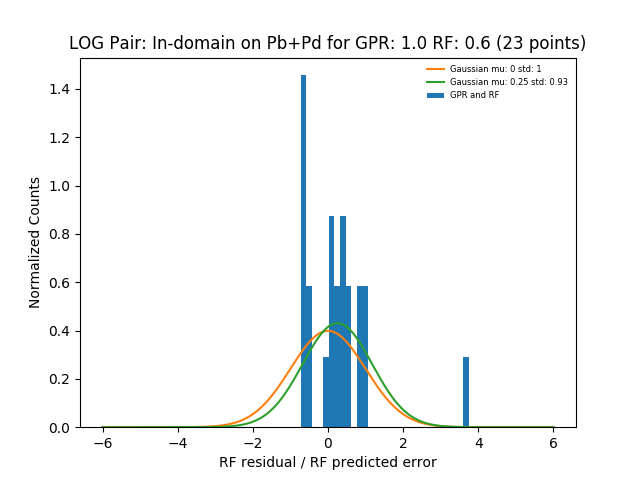 LOG Pair: In-domain on Pb+Pd for GPR: 1.0 RF: 0.6 (23 points)
Gaussian mu: 0 std: 1
Gaussian mu: 0.25 std: 0.93
GPR and RF
Normalized Counts
1.4
1.2
1.0
0.8
0.6
0.4
0.2
0.0
−6 −4 −2 0 2 4 6
RF residual / RF predicted error